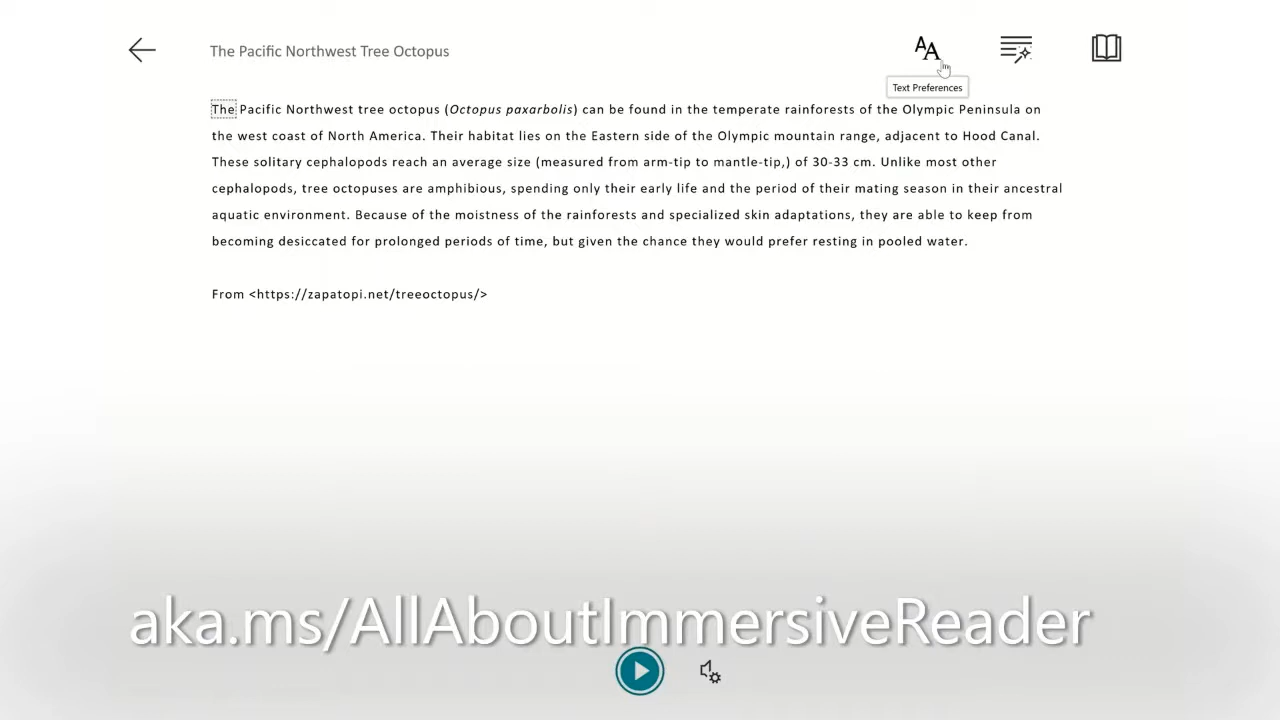 The Pacific Northwest Tree Octopus
Text Preferences
The Pacific Northwest tree octopus (Octopus paxarbolis) can be found in the temperate rainforests of the Olympic Peninsula on
the west coast of North America. Their habitat lies on the Eastern side of the Olympic mountain range, adjacent to Hood Canal.
These solitary cephalopods reach an average size (measured from arm-tip to mantle-tip,) of 30-33 cm. Unlike most other
cephalopods, tree octopuses are amphibious, spending only their early life and the period of their mating season in their ancestral
aquatic environment. Because of the moistness of the rainforests and specialized skin adaptations, they are able to keep from
becoming desiccated for prolonged periods of time, but given the chance they would prefer resting in pooled water.
From <https://zapatopi.net/treeoctopus/>
aka.ms/AllAboutImmersiveReader